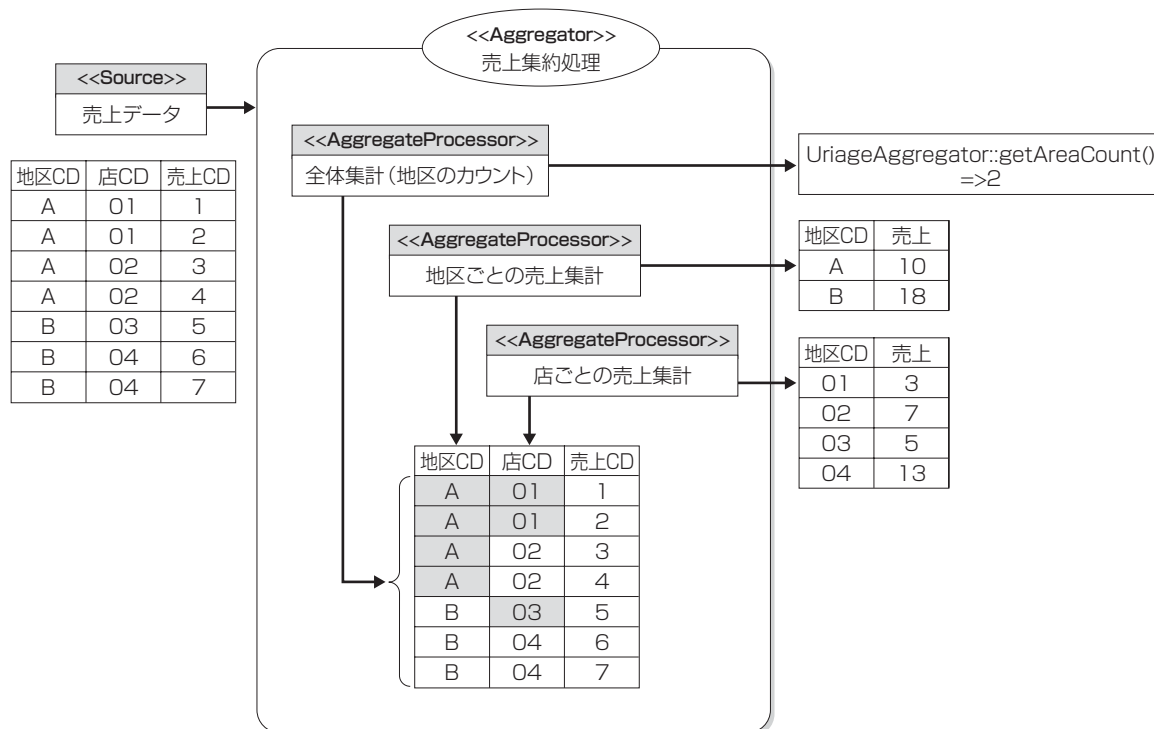 <<Aggregator>>
売上集約処理
<<Source>>
売上データ
地区CD 店CD 売上CD
A 01 1
A 01 2
A 02 3
A 02 4
B 03 5
B 04 6
B 04 7
<<AggregateProcessor>>
全体集計（地区のカウント）
UriageAggregator::getAreaCount()
=>2
<<AggregateProcessor>>
地区ごとの売上集計
地区CD 売上
A 10
B 18
<<AggregateProcessor>>
店ごとの売上集計
地区CD 売上
01 3
02 7
03 5
04 13
地区CD 店CD 売上CD
A 01 1
A 01 2
A 02 3
A 02 4
B 03 5
B 04 6
B 04 7